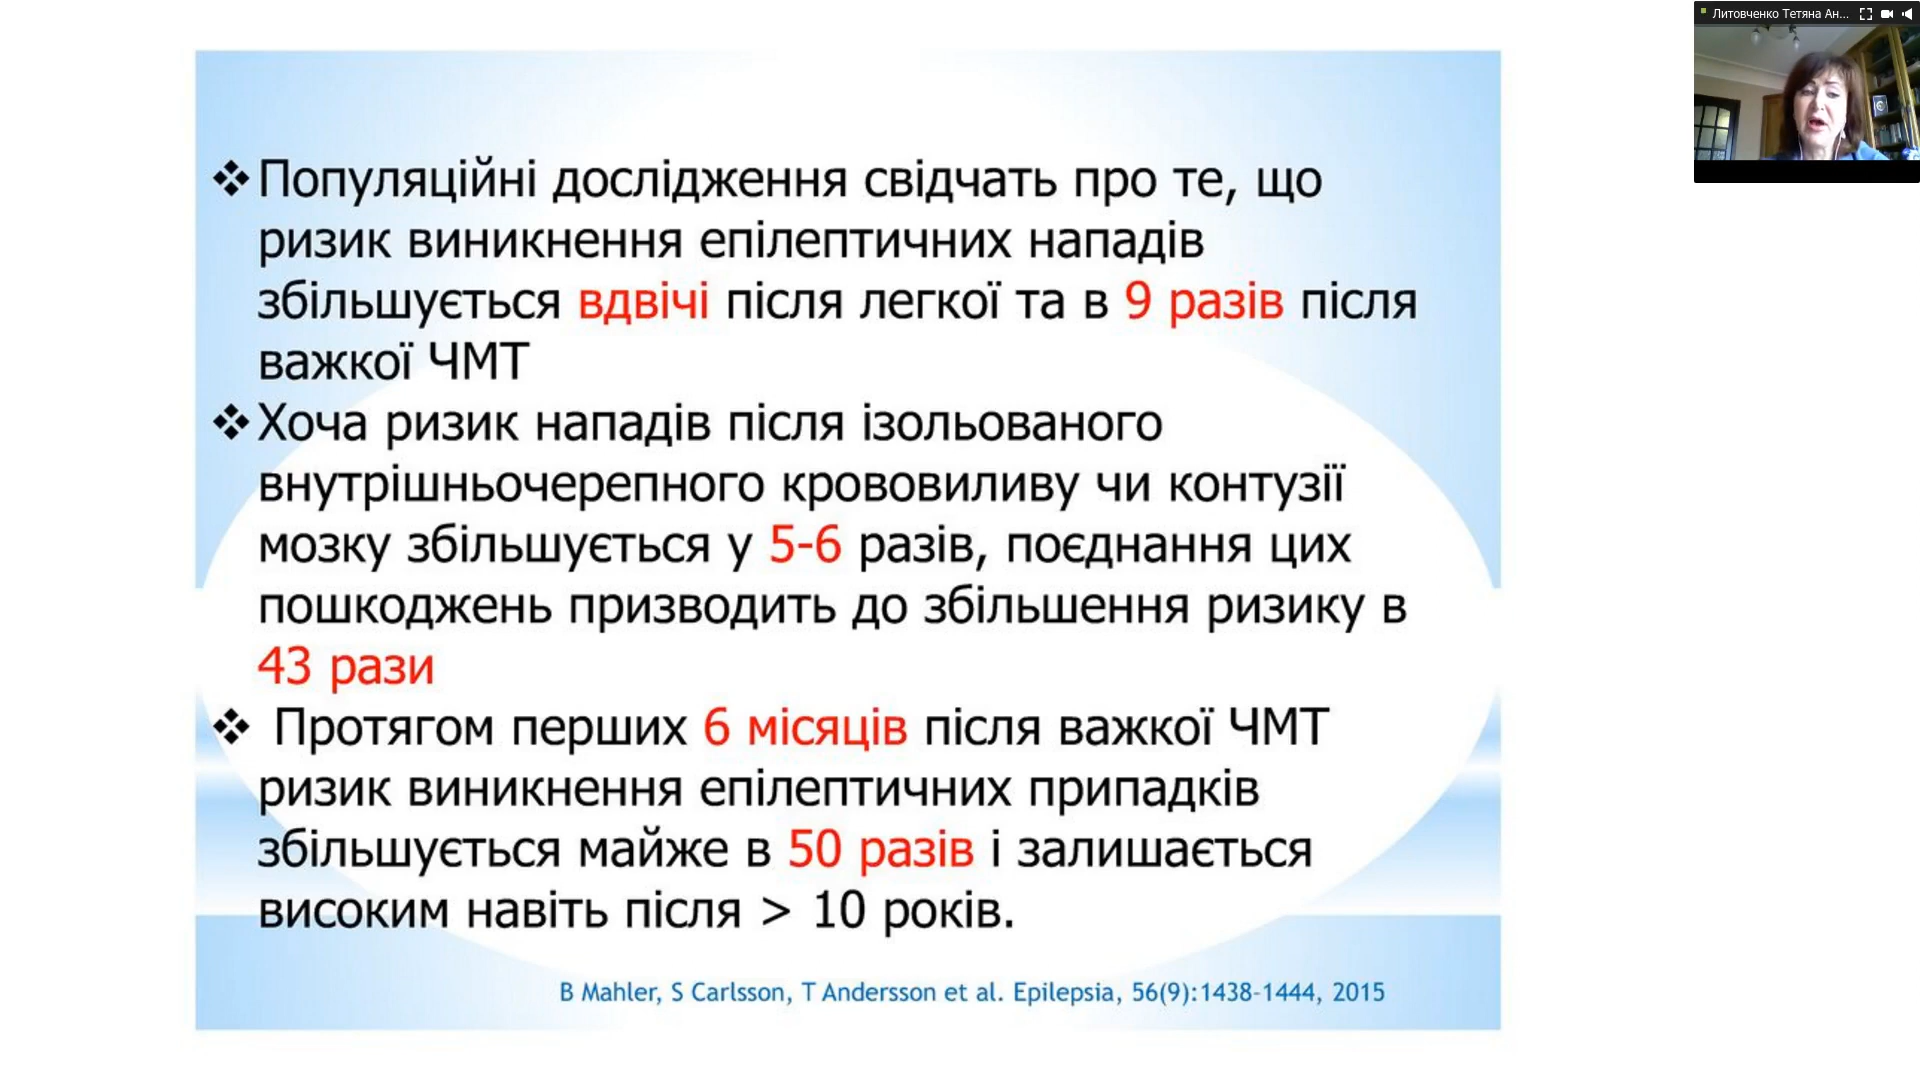 Литовченко Тетяна Ан...
❖Популяційні дослідження свідчать про те, що
ризик виникнення епілептичних нападів
збільшується вдвічі після легкої та в 9 разів після
важкої ЧМТ
❖Хоча ризик нападів після ізольованого
внутрішньочерепного крововиливу чи контузії
мозку збільшується у 5-6 разів, поєднання цих
пошкоджень призводить до збільшення ризику в
43 рази
❖ Протягом перших 6 місяців після важкої ЧМТ
ризик виникнення епілептичних припадків
збільшується майже в 50 разів і залишається
високим навіть після > 10 років.
B Mahler, S Carlsson, T Andersson et al. Epilepsia, 56(9):1438-1444, 2015